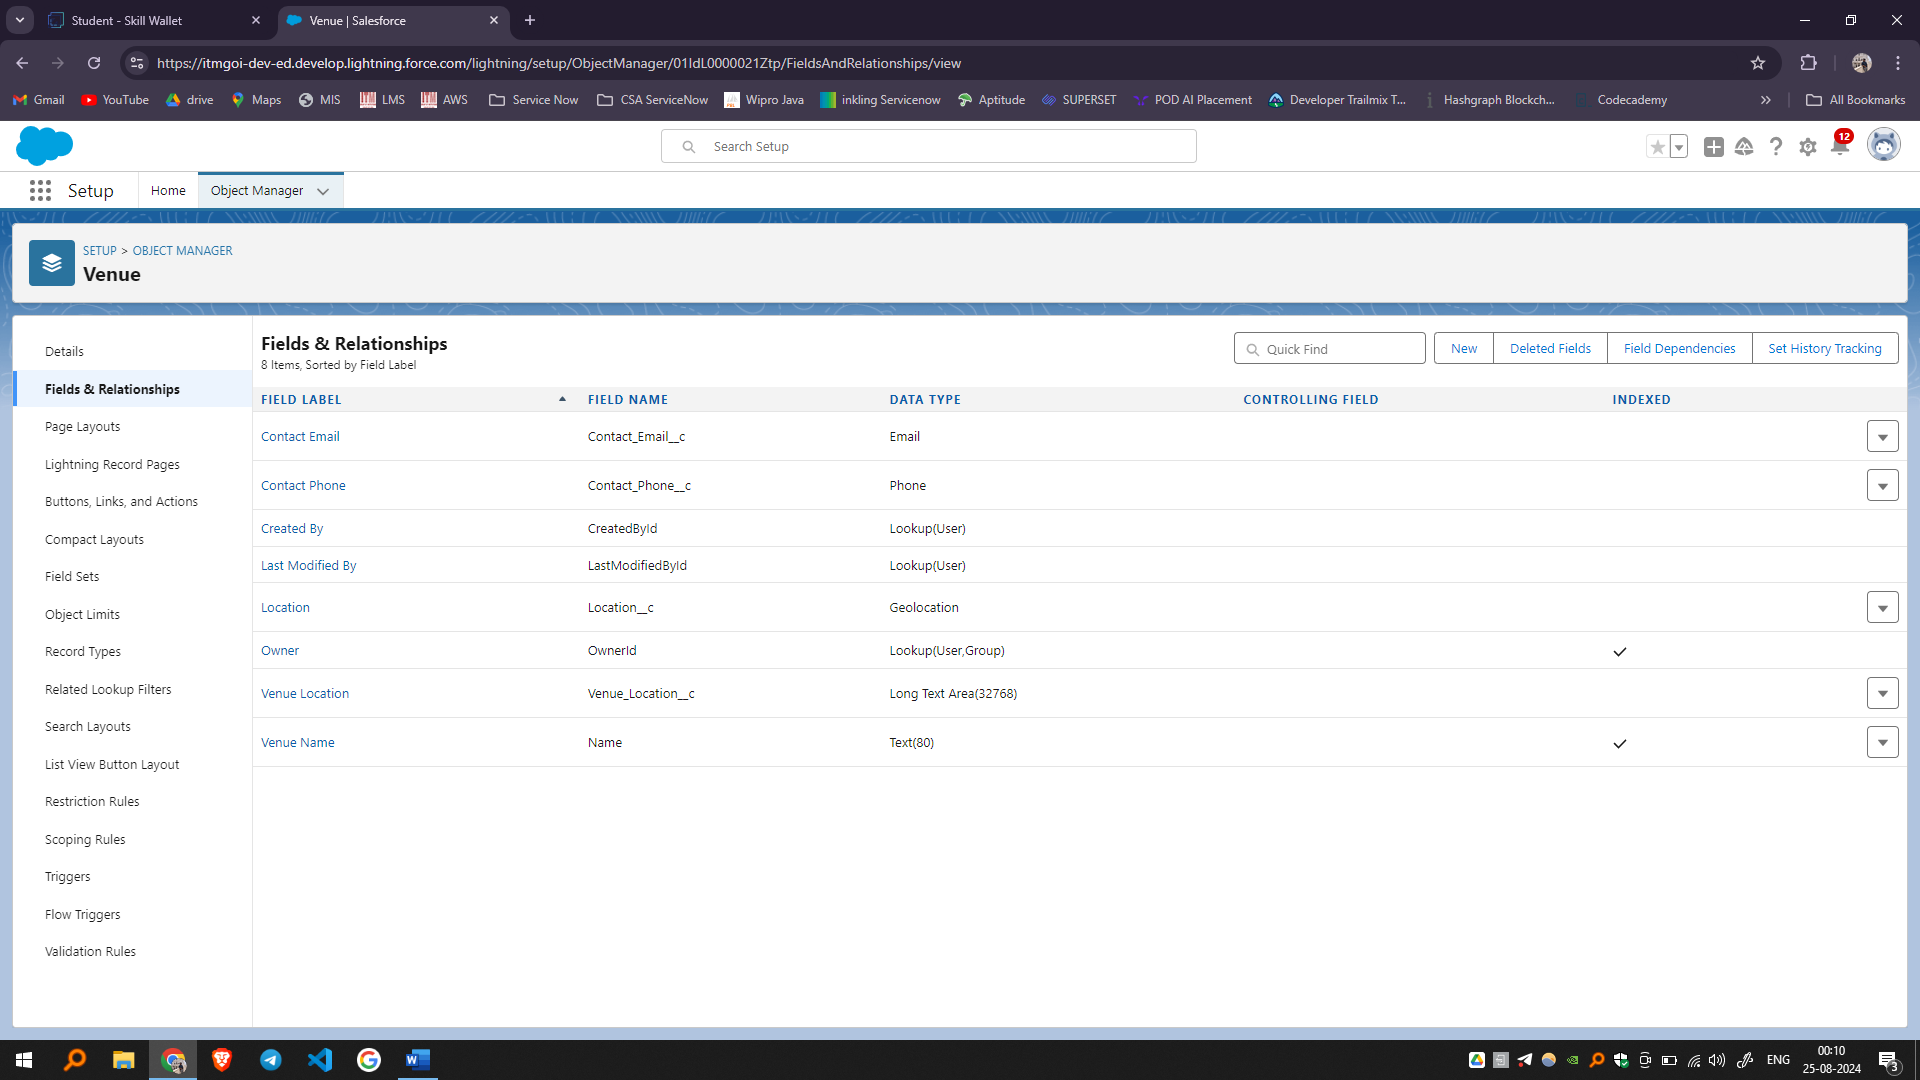 Student - Skill Wallet
Venue | Salesforce
https://itmgoi-dev-ed.develop.lightning.force.com/lightning/setup/ObjectManager/01IdL0000021Ztp/FieldsAndRelationships/view
Gmail YouTube drive Maps MIS LMS AWS Service Now CSA ServiceNow Wipro Java inkling Servicenow Aptitude SUPERSET POD AI Placement Developer Trailmix T... Hashgraph Blockch... Codecademy All Bookmarks
Search Setup
12
Setup Home Object Manager
SETUP > OBJECT MANAGER
Venue
Details
Fields & Relationships
Page Layouts
Lightning Record Pages
Buttons, Links, and Actions
Compact Layouts
Field Sets
Object Limits
Record Types
Related Lookup Filters
Search Layouts
List View Button Layout
Restriction Rules
Scoping Rules
Triggers
Flow Triggers
Validation Rules
Fields & Relationships
8 Items, Sorted by Field Label
Quick Find New Deleted Fields Field Dependencies Set History Tracking
FIELD LABEL FIELD NAME DATA TYPE CONTROLLING FIELD INDEXED
Contact Email Contact_Email__c Email
Contact Phone Contact_Phone__c Phone
Created By CreatedById Lookup(User)
Last Modified By LastModifiedById Lookup(User)
Location Location__c Geolocation
Owner OwnerId Lookup(User,Group)
Venue Location Venue_Location__c Long Text Area(32768)
Venue Name Name Text(80)
ENG
00:10
25-08-2024
3